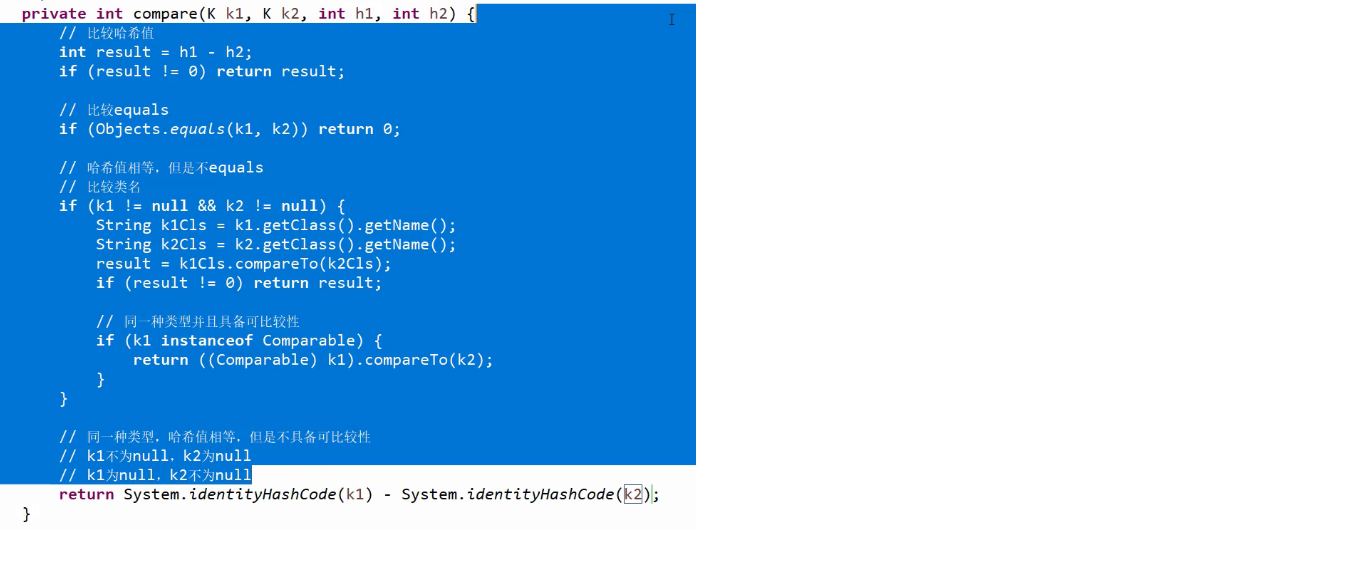 private int compare(K k1, K k2, int h1, int h2) {
// 比较哈希值
int result = h1 - h2;
if (result != 0) return result;
// 比较equals
if (Objects.equals(k1, k2)) return 0;
// 哈希值相等，但是不equals
// 比较类名
if (k1 != null && k2 != null) {
String k1Cls = k1.getClass().getName();
String k2Cls = k2.getClass().getName();
result = k1Cls.compareTo(k2Cls);
if (result != 0) return result;
// 同一种类型并且具备可比较性
if (k1 instanceof Comparable) {
return ((Comparable) k1).compareTo(k2);
}
}
// 同一种类型，哈希值相等，但是不具备可比较性
// k1不为null，k2为null
// k1为null，k2不为null
return System.identityHashCode(k1) - System.identityHashCode(k2);
}